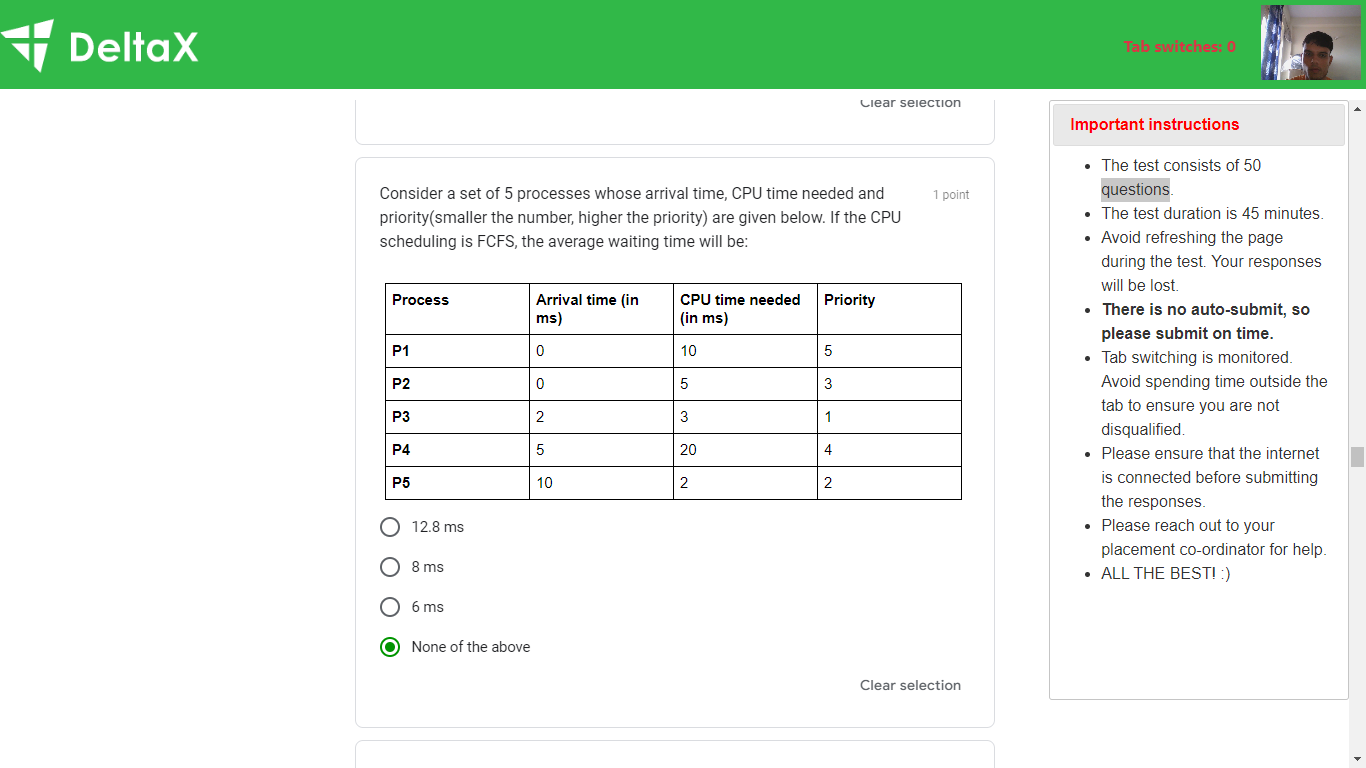 DeltaX
Tab switches: 0
Clear selection
Consider a set of 5 processes whose arrival time, CPU time needed and
priority(smaller the number, higher the priority) are given below. If the CPU
scheduling is FCFS, the average waiting time will be:
1 point
Process Arrival time (in ms) CPU time needed (in ms) Priority
P1 0 10 5
P2 0 5 3
P3 2 3 1
P4 5 20 4
P5 10 2 2
12.8 ms
8 ms
6 ms
None of the above
Clear selection
Important instructions
The test consists of 50
questions.
The test duration is 45 minutes.
Avoid refreshing the page
during the test. Your responses
will be lost.
There is no auto-submit, so
please submit on time.
Tab switching is monitored.
Avoid spending time outside the
tab to ensure you are not
disqualified.
Please ensure that the internet
is connected before submitting
the responses.
Please reach out to your
placement co-ordinator for help.
ALL THE BEST! :)